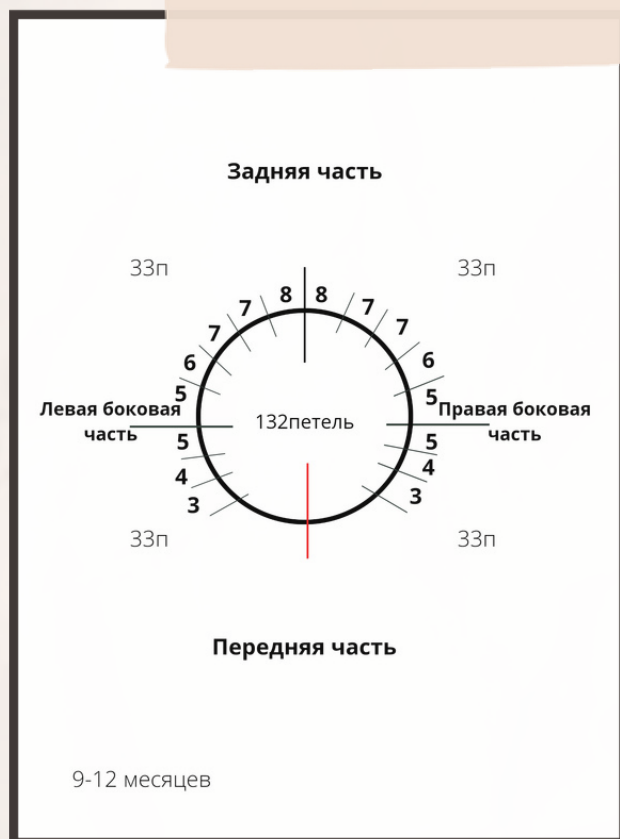 Задняя часть
33п 33п
8 8
7 7
7 7
6 6
5 5
Левая боковая часть
132петель
Правая боковая часть
5 5
4 4
3 3
33п 33п
Передняя часть
9-12 месяцев